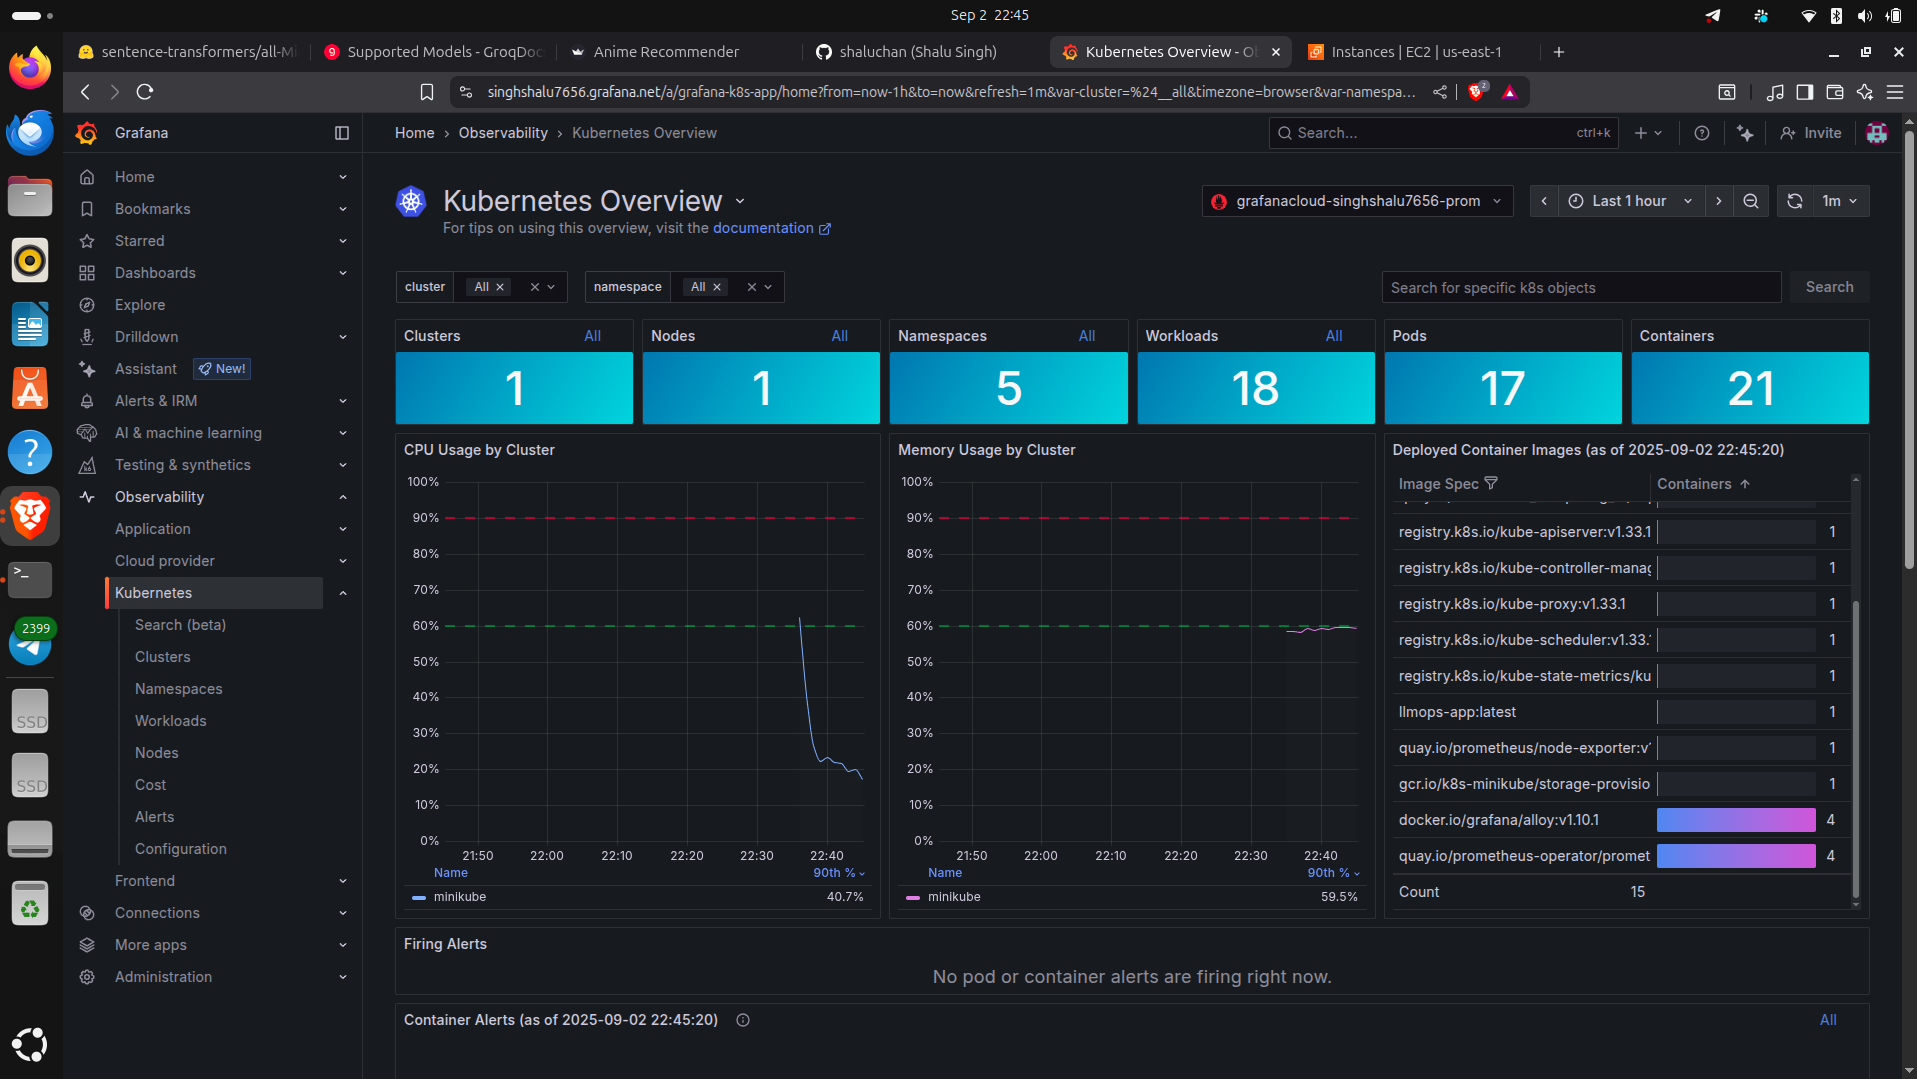 Sep 2 22:45
sentence-transformers/all-Mi
Supported Models - GroqDoc
Anime Recommender
shaluchan (Shalu Singh)
Kubernetes Overview - Ob
Instances | EC2 | us-east-1
singhshalu7656.grafana.net/a/grafana-k8s-app/home?from=now-1h&to=now&refresh=1m&var-cluster=%24__all&timezone=browser&var-namespa...
2
Grafana
Home › Observability › Kubernetes Overview
Search...
ctrl+k
Invite
Home
Bookmarks
Starred
Dashboards
Explore
Drilldown
Assistant
New!
Alerts & IRM
AI & machine learning
Testing & synthetics
Observability
Application
Cloud provider
Kubernetes
Search (beta)
Clusters
Namespaces
Workloads
Nodes
Cost
Alerts
Configuration
Frontend
Connections
More apps
Administration
2399
SSD
SSD
Kubernetes Overview
For tips on using this overview, visit the documentation
grafanacloud-singhshalu7656-prom
Last 1 hour
1m
cluster
All
namespace
All
Search for specific k8s objects
Search
Clusters All
1
Nodes All
1
Namespaces All
5
Workloads All
18
Pods
17
Containers
21
CPU Usage by Cluster
100%
90%
80%
70%
60%
50%
40%
30%
20%
10%
0%
21:50 22:00 22:10 22:20 22:30 22:40
Name 90th %
minikube 40.7%
Memory Usage by Cluster
100%
90%
80%
70%
60%
50%
40%
30%
20%
10%
0%
21:50 22:00 22:10 22:20 22:30 22:40
Name 90th %
minikube 59.5%
Deployed Container Images (as of 2025-09-02 22:45:20)
Image Spec Containers
registry.k8s.io/kube-apiserver:v1.33.1 1
registry.k8s.io/kube-controller-manag 1
registry.k8s.io/kube-proxy:v1.33.1 1
registry.k8s.io/kube-scheduler:v1.33. 1
registry.k8s.io/kube-state-metrics/ku 1
llmops-app:latest 1
quay.io/prometheus/node-exporter:v 1
gcr.io/k8s-minikube/storage-provisio 1
docker.io/grafana/alloy:v1.10.1 4
quay.io/prometheus-operator/promet 4
Count 15
Firing Alerts
No pod or container alerts are firing right now.
Container Alerts (as of 2025-09-02 22:45:20)
All